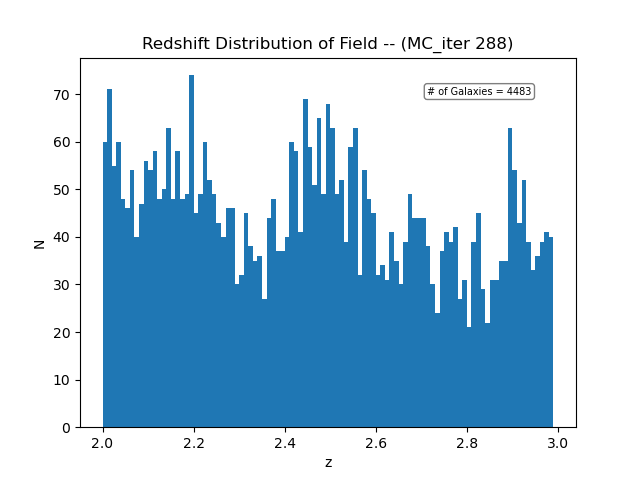 Redshift Distribution of Field -- (MC_iter 288)
# of Galaxies = 4483
70
60
50
40
30
20
10
0
N
2.0 2.2 2.4 2.6 2.8 3.0
z